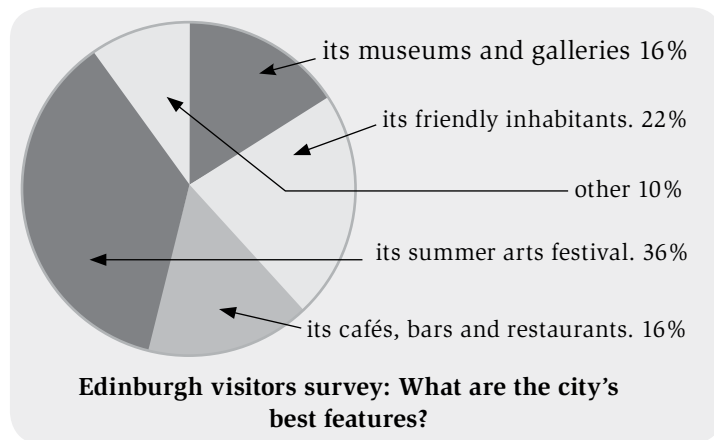 its museums and galleries 16%
its friendly inhabitants. 22%
other 10%
its summer arts festival. 36%
its cafés, bars and restaurants. 16%
Edinburgh visitors survey: What are the city's
best features?